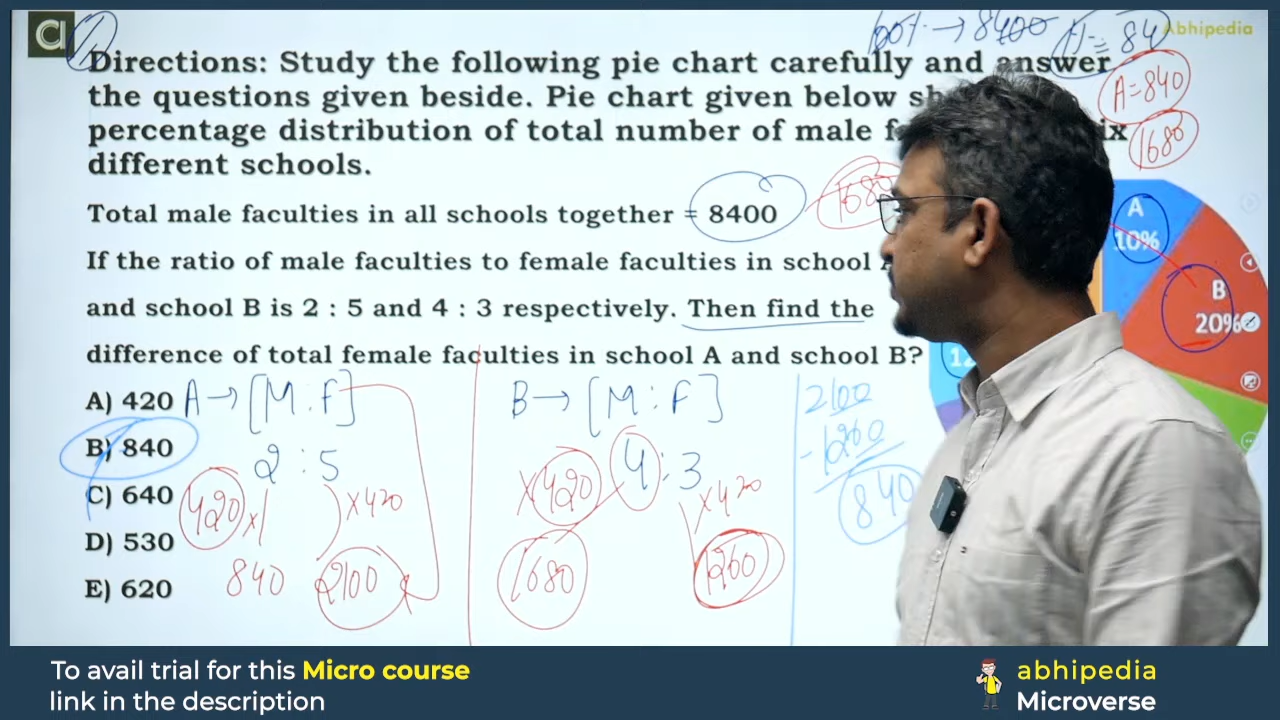 100% → 8400 1% = 84
Abhipedia
Directions: Study the following pie chart carefully and answer
the questions given beside. Pie chart given below
percentage distribution of total number of male
different schools.
A=840
1680
Total male faculties in all schools together = 8400
1680
If the ratio of male faculties to female faculties in school
and school B is 2 : 5 and 4 : 3 respectively. Then find the
difference of total female faculties in school A and school B?
A
10%
B
20%
12
A) 420
B) 840
C) 640
D) 530
E) 620
A → [M : F]
2 : 5
420 ×
×420
840
2100
B → [M : F]
×420
4 : 3
×420
1680
1260
2100
- 1260
840
To avail trial for this Micro course
link in the description
abhipedia
Microverse